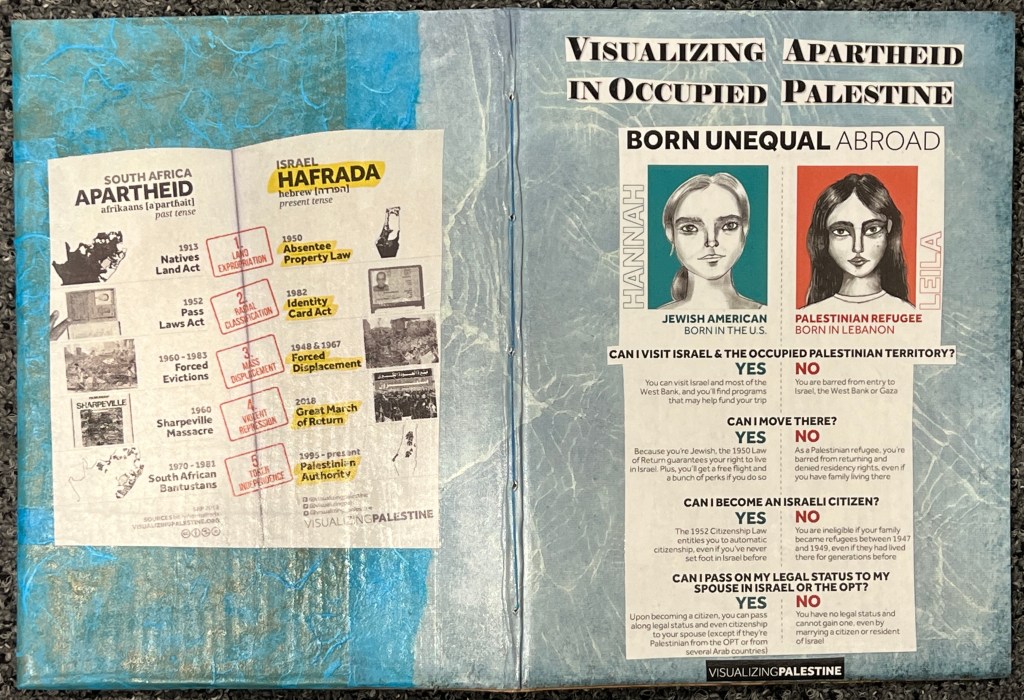 SOUTH AFRICA
APARTHEID
afrikaans [apartheit]
past tense
ISRAEL
HAFRADA
hebrew [הפרדה]
present tense
1913
Natives
Land Act
1. LAND
EXPROPRIATION
1950
Absentee
Property Law
1952
Pass
Laws Act
2. RACIAL
CLASSIFICATION
1982
Identity
Card Act
1960 - 1983
Forced
Evictions
3. MASS
DISPLACEMENT
1948 & 1967
Forced
Displacement
SHARPEVILLE
1960
Sharpeville
Massacre
4. VIOLENT
REPRESSION
2018
Great March
of Return
1970 - 1981
South African
Bantustans
5. TOKEN
INDEPENDENCE
1995 - present
Palestinian
Authority
SOURCES
VISUALIZINGPALESTINE.ORG
VISUALIZINGPALESTINE
VISUALIZING APARTHEID
IN OCCUPIED PALESTINE
BORN UNEQUAL ABROAD
HANNAH
LEILA
JEWISH AMERICAN
BORN IN THE U.S.
PALESTINIAN REFUGEE
BORN IN LEBANON
CAN I VISIT ISRAEL & THE OCCUPIED PALESTINIAN TERRITORY?
YES
You can visit Israel and most of the
West Bank, and you'll find programs
that may help fund your trip
NO
You are barred from entry to
Israel, the West Bank or Gaza
CAN I MOVE THERE?
YES
Because you're Jewish, the 1950 Law
of Return guarantees your right to live
in Israel. Plus, you'll get a free flight and
a bunch of perks if you do so
NO
As a Palestinian refugee, you're
barred from returning and
denied residency rights, even if
you have family living there
CAN I BECOME AN ISRAELI CITIZEN?
YES
The 1952 Citizenship Law
entitles you to automatic
citizenship, even if you've never
set foot in Israel before
NO
You are ineligible if your family
became refugees between 1947
and 1949, even if they had lived
there for generations before
CAN I PASS ON MY LEGAL STATUS TO MY
SPOUSE IN ISRAEL OR THE OPT?
YES
Upon becoming a citizen, you can pass
along legal status and even citizenship
to your spouse (except if they're
Palestinian from the OPT or from
several Arab countries)
NO
You have no legal status and
cannot gain one, even by
marrying a citizen or resident
of Israel
VISUALIZINGPALESTINE